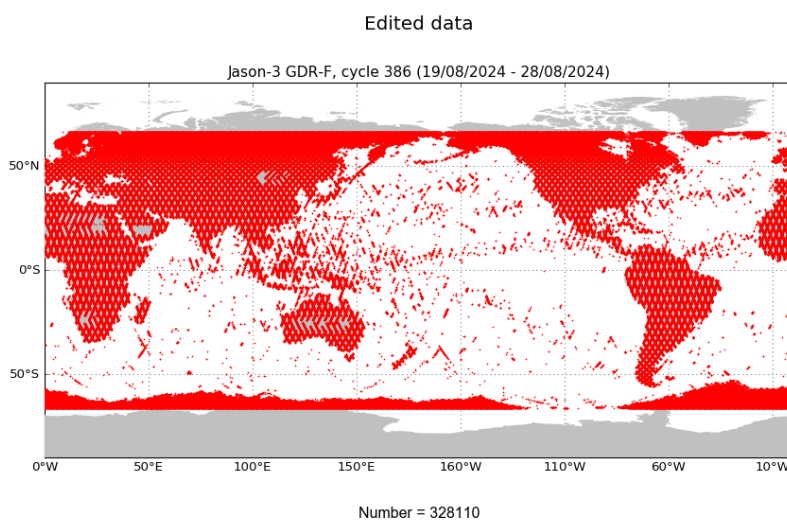 Edited data
Jason-3 GDR-F, cycle 386 (19/08/2024 - 28/08/2024)
50°N
0°S
50°S
0°W 50°E 100°E 150°E 160°W 110°W 60°W 10°W
Number = 328110